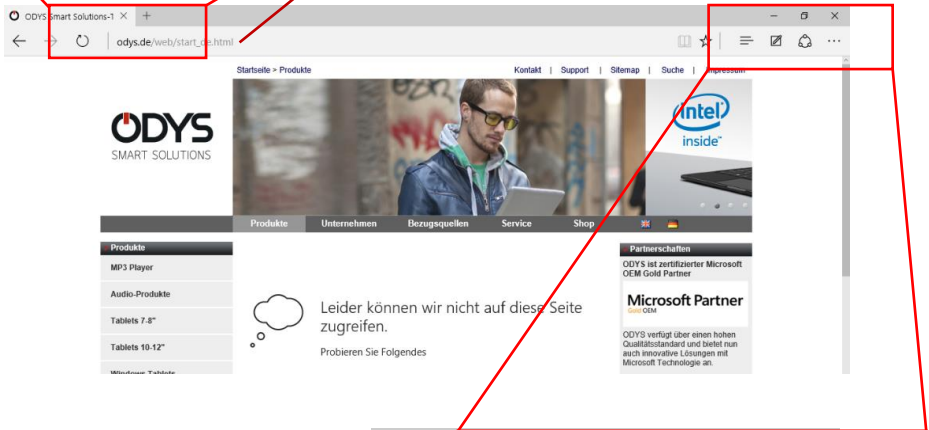 ODYS Smart Solutions-T
odys.de/web/start_de.html
Startseite > Produkte
Kontakt | Support | Sitemap | Suche | Impressum
ODYS
SMART SOLUTIONS
intel
inside™
Produkte Unternehmen Bezugsquellen Service Shop
Produkte
MP3 Player
Audio-Produkte
Tablets 7-8"
Tablets 10-12"
Windows Tablets
Leider können wir nicht auf diese Seite
zugreifen.
Probieren Sie Folgendes
Partnerschaften
ODYS ist zertifizierter Microsoft
OEM Gold Partner
Microsoft Partner
Gold OEM
ODYS verfügt über einen hohen
Qualitätsstandard und bietet nun
auch innovative Lösungen mit
Microsoft Technologie an.